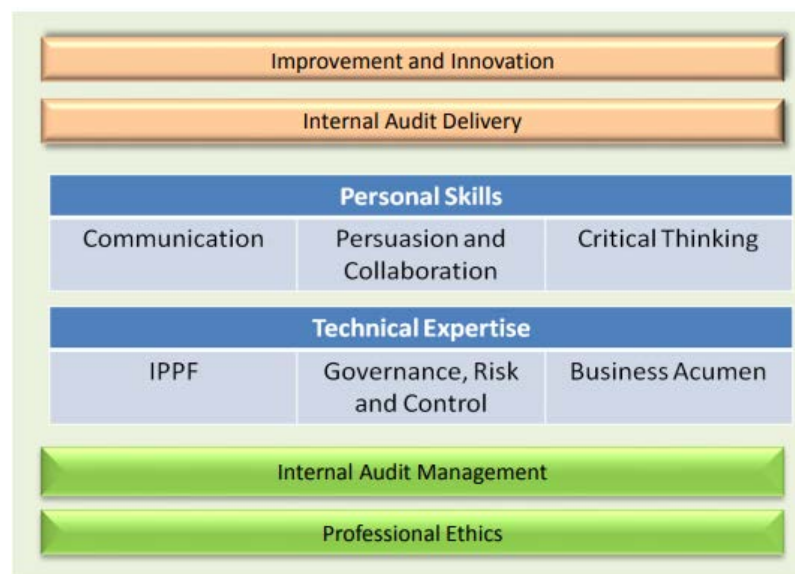 Improvement and Innovation
Internal Audit Delivery
Personal Skills
Communication
Persuasion and
Collaboration
Critical Thinking
Technical Expertise
IPPF
Governance, Risk
and Control
Business Acumen
Internal Audit Management
Professional Ethics